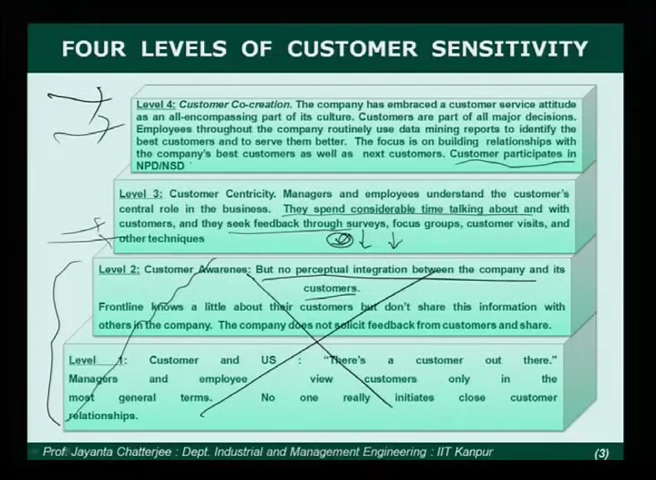 FOUR LEVELS OF CUSTOMER SENSITIVITY
Level 4: Customer Co-creation. The company has embraced a customer service attitude
as an all-encompassing part of its culture. Customers are part of all major decisions.
Employees throughout the company routinely use data mining reports to identify the
best customers and to serve them better. The focus is on building relationships with
the company's best customers as well as next customers. Customer participates in
NPD/NSD
Level 3: Customer Centricity. Managers and employees understand the customer's
central role in the business. They spend considerable time talking about and with
customers, and they seek feedback through surveys, focus groups, customer visits, and
other techniques
Level 2: Customer Awarenes: But no perceptual integration between the company and its
customers.
Frontline knows a little about their customers but don't share this information with
others in the company. The company does not solicit feedback from customers and share.
Level 1: Customer and US : “There's a customer out there.”
Managers and employee view customers only in the
most general terms. No one really initiates close customer
relationships.
Prof. Jayanta Chatterjee : Dept. Industrial and Management Engineering : IIT Kanpur
(3)